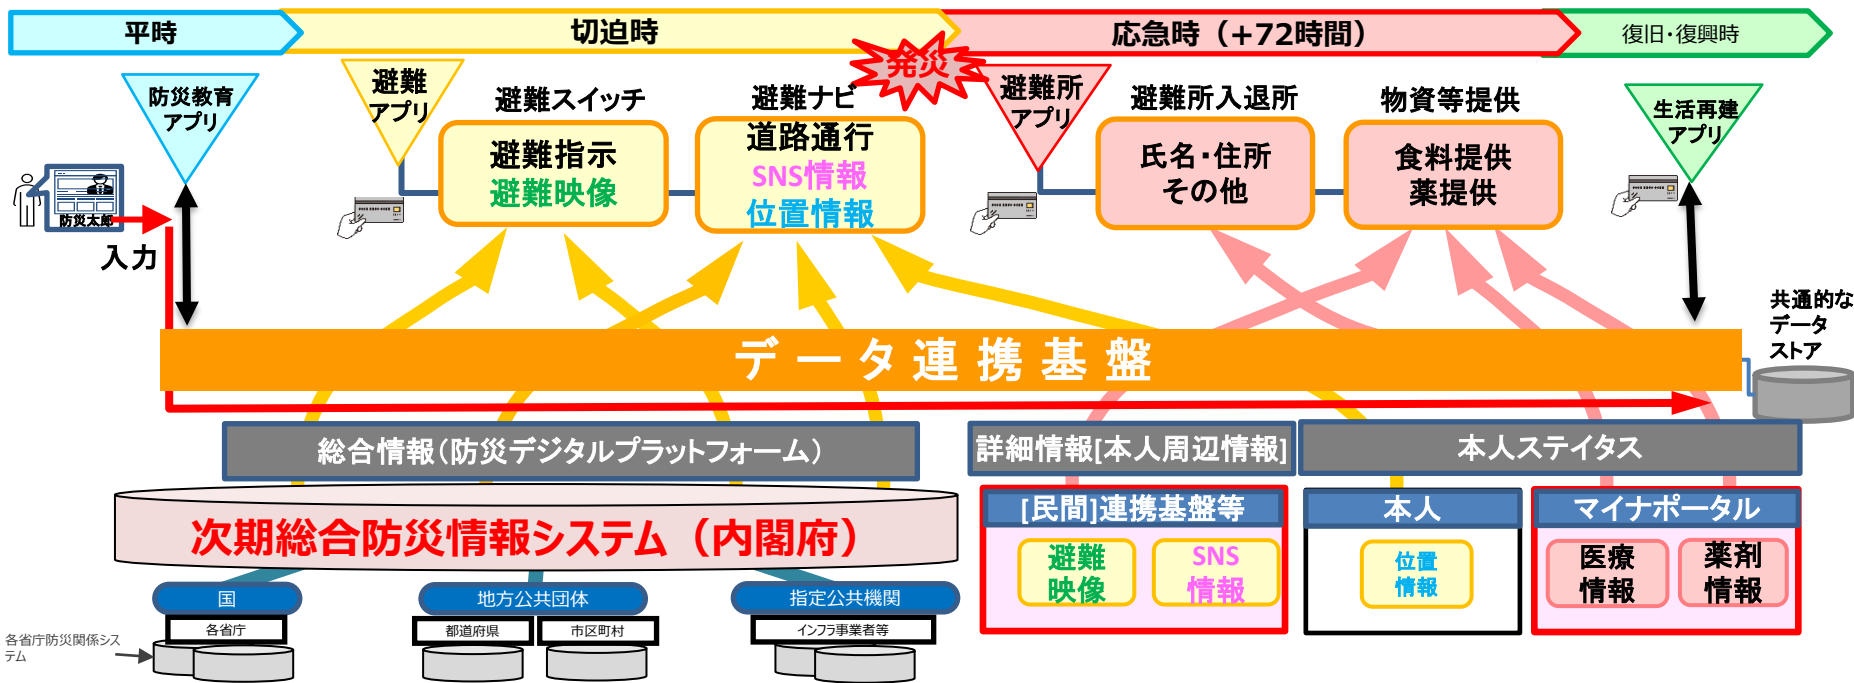 平時
切迫時
応急時（+72時間）
復旧・復興時
発災
防災教育
アプリ
避難
アプリ
避難スイッチ
避難指示
避難映像
避難ナビ
道路通行
SNS情報
位置情報
避難所
アプリ
避難所入退所
氏名・住所
その他
物資等提供
食料提供
薬提供
生活再建
アプリ
防災太郎
入力
共通的な
データ
ストア
データ連携基盤
総合情報（防災デジタルプラットフォーム）
詳細情報[本人周辺情報]
本人ステイタス
次期総合防災情報システム（内閣府）
[民間]連携基盤等
避難
映像
SNS
情報
本人
位置
情報
マイナポータル
医療
情報
薬剤
情報
国
地方公共団体
指定公共機関
各省庁
都道府県
市区町村
インフラ事業者等
各省庁防災関係シス
テム